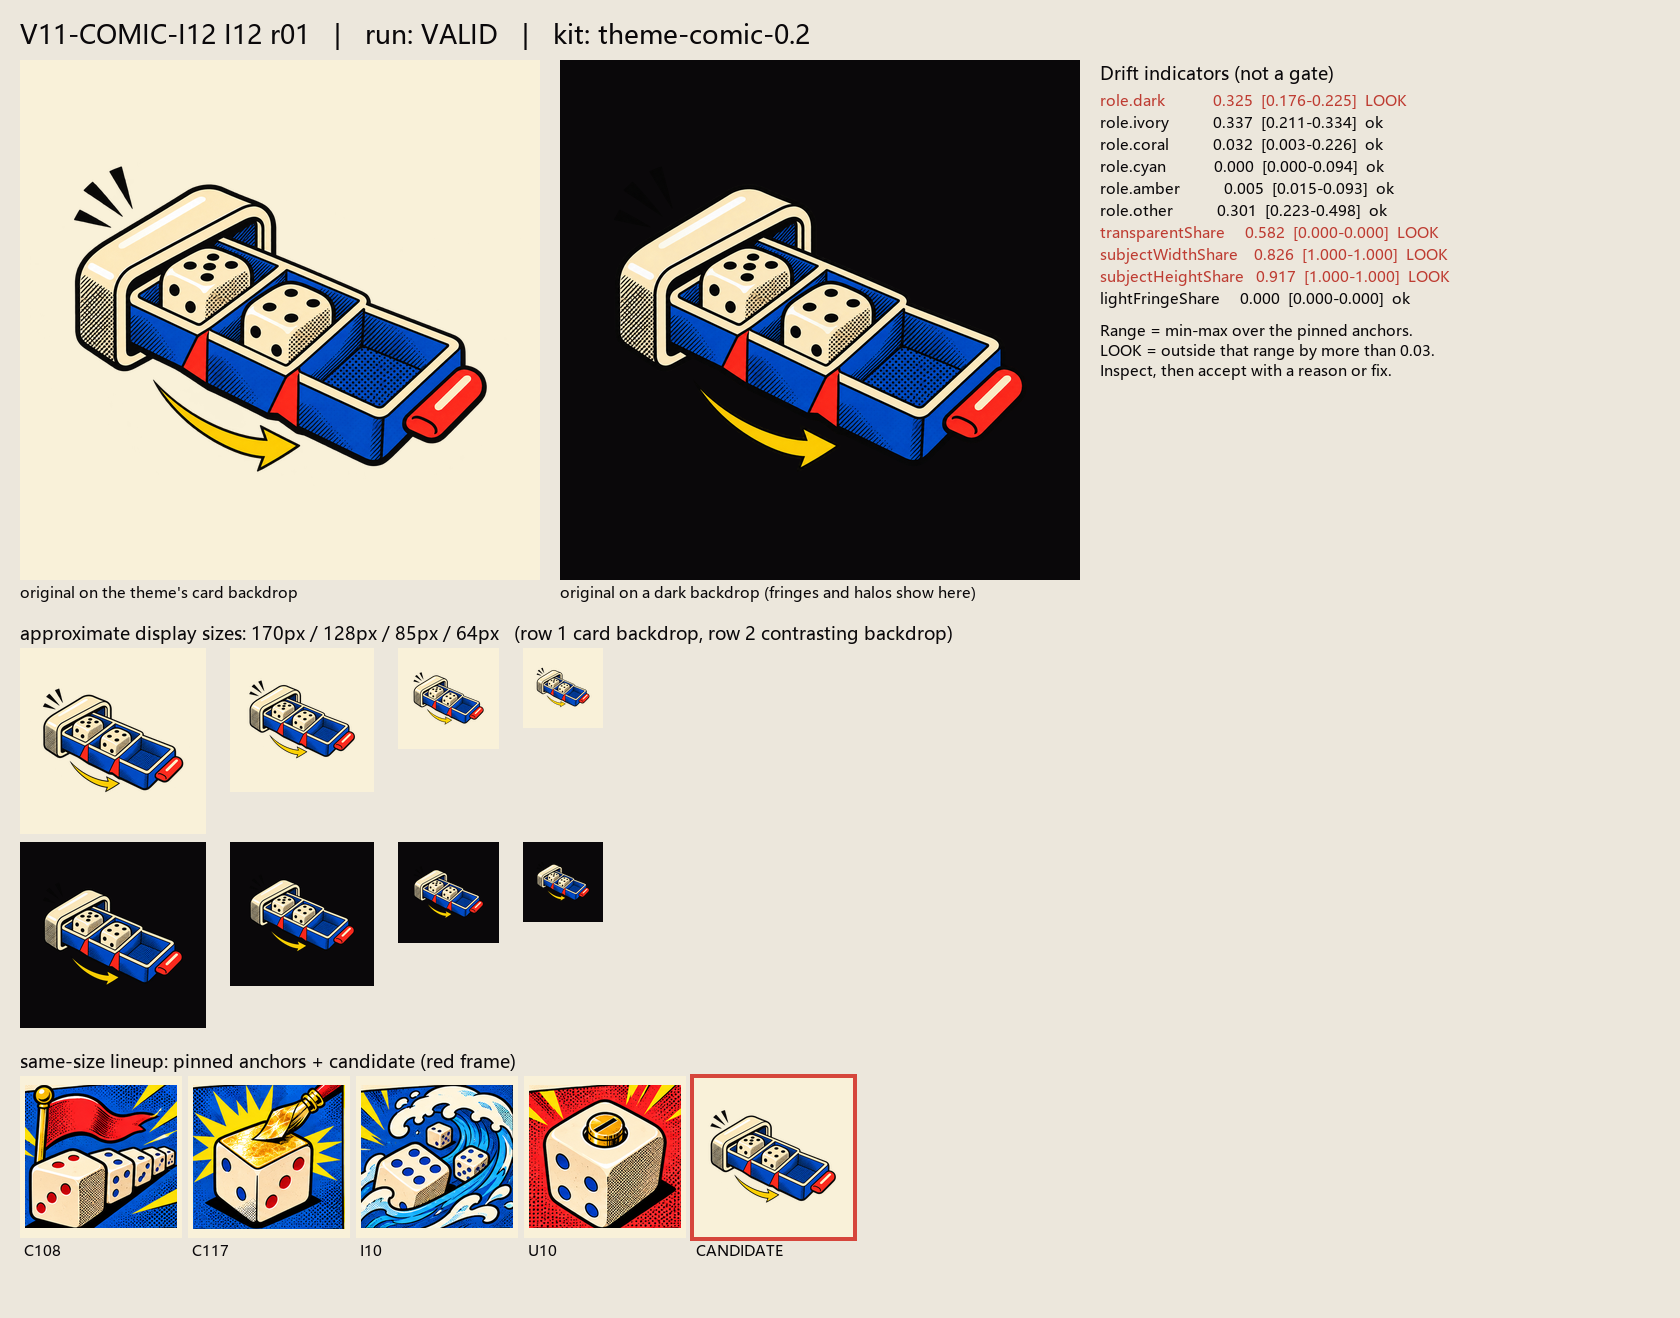 V11-COMIC-I12 I12 r01 | run: VALID | kit: theme-comic-0.2
Drift indicators (not a gate)
role.dark 0.325 [0.176-0.225] LOOK
role.ivory 0.337 [0.211-0.334] ok
role.coral 0.032 [0.003-0.226] ok
role.cyan 0.000 [0.000-0.094] ok
role.amber 0.005 [0.015-0.093] ok
role.other 0.301 [0.223-0.498] ok
transparentShare 0.582 [0.000-0.000] LOOK
subjectWidthShare 0.826 [1.000-1.000] LOOK
subjectHeightShare 0.917 [1.000-1.000] LOOK
lightFringeShare 0.000 [0.000-0.000] ok
Range = min-max over the pinned anchors.
LOOK = outside that range by more than 0.03.
Inspect, then accept with a reason or fix.
original on the theme's card backdrop
original on a dark backdrop (fringes and halos show here)
approximate display sizes: 170px / 128px / 85px / 64px (row 1 card backdrop, row 2 contrasting backdrop)
same-size lineup: pinned anchors + candidate (red frame)
C108
C117
I10
U10
CANDIDATE